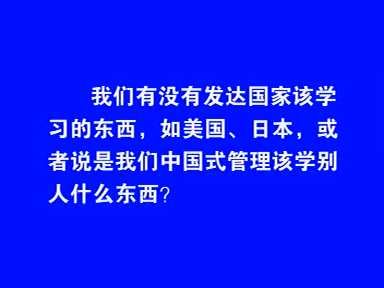 我们有没有发达国家该学
习的东西，如美国、日本，或
者说是我们中国式管理该学别
人什么东西?